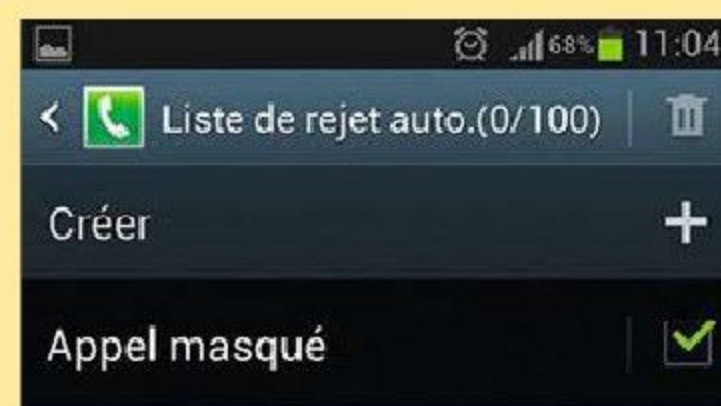 68% 11:04
Liste de rejet auto.(0/100)
Créer
Appel masqué